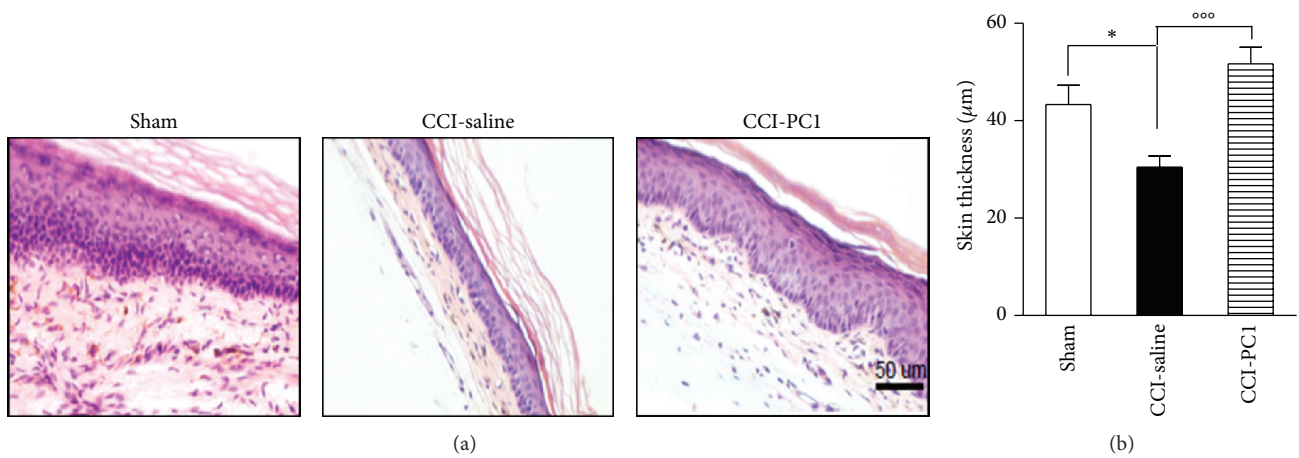 Sham
CCI-saline
CCI-PC1
50 um
(a)
60
40
20
0
Skin thickness (μm)
*
°°°
Sham
CCI-saline
CCI-PC1
(b)